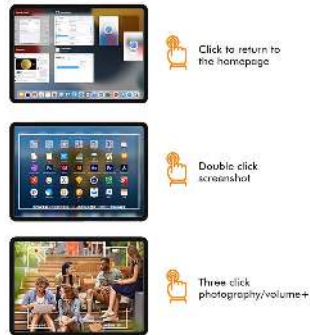 Click to return to
the homepage
Double click
screenshot
Three click
photography/volume+